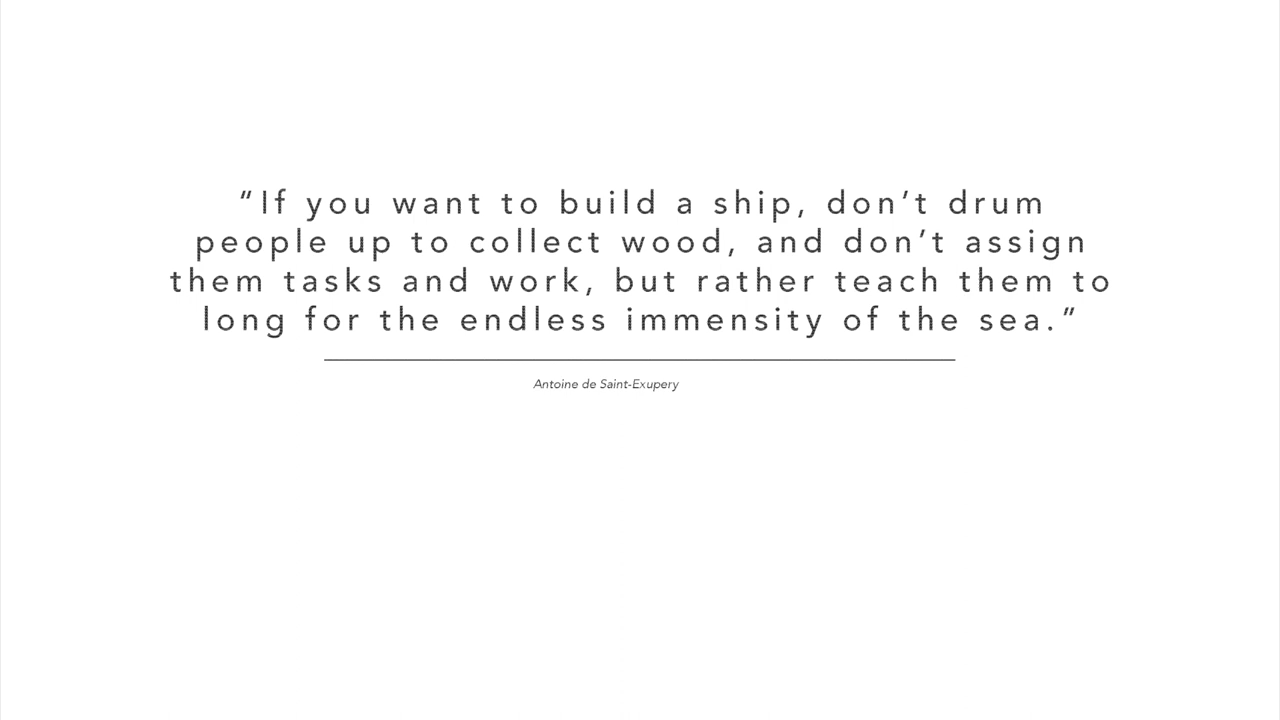 ”If you want to build a ship, don’t drum
people up to collect wood, and don’t assign
them tasks and work, but rather teach them to
long for the endless immensity of the sea.”
Antoine de Saint-Exupery